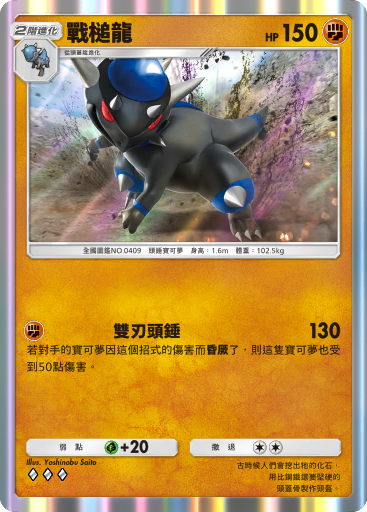 2階進化
戰槌龍
HP 150
從頭蓋龍進化
全國圖鑑NO.0409 頭錘寶可夢 身高:1.6m 體重:102.5kg
雙刃頭錘 130
若對手的寶可夢因這個招式的傷害而昏厥了,則這隻寶可夢也受
到50點傷害。
弱點 +20 撤退
Illus. Yoshinobu Saito
古時候人們會挖出牠的化石,
用比鋼鐵還要堅硬的
頭蓋骨製作頭盔。